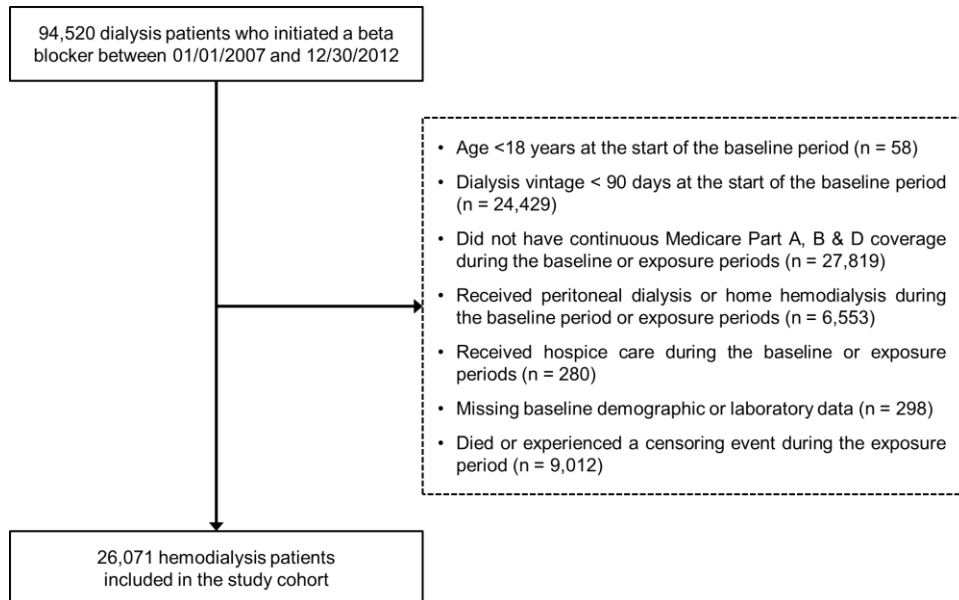 94,520 dialysis patients who initiated a beta
blocker between 01/01/2007 and 12/30/2012
• Age <18 years at the start of the baseline period (n = 58)
• Dialysis vintage < 90 days at the start of the baseline period
(n = 24,429)
• Did not have continuous Medicare Part A, B & D coverage
during the baseline or exposure periods (n = 27,819)
• Received peritoneal dialysis or home hemodialysis during
the baseline period or exposure periods (n = 6,553)
• Received hospice care during the baseline or exposure
periods (n = 280)
• Missing baseline demographic or laboratory data (n = 298)
• Died or experienced a censoring event during the exposure
period (n = 9,012)
26,071 hemodialysis patients
included in the study cohort